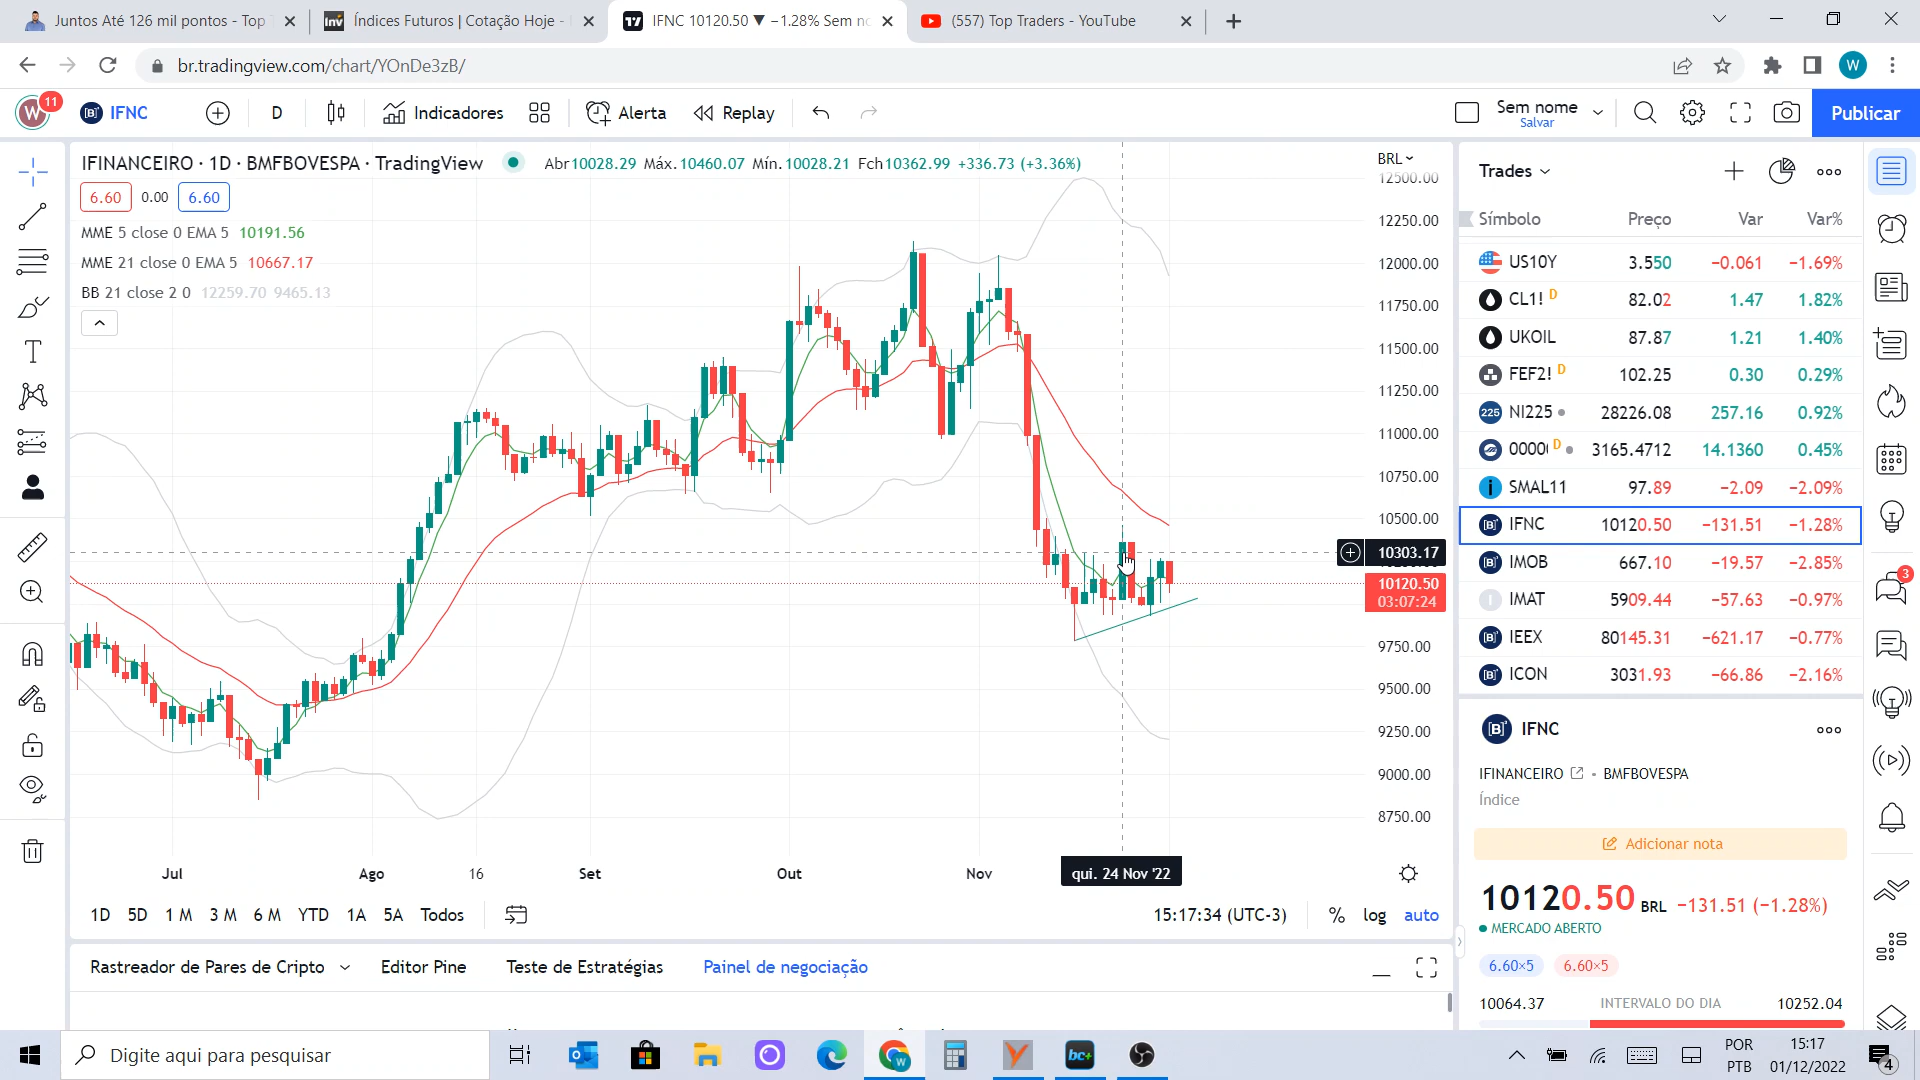 Juntos Até 126 mil pontos - Top T
Índices Futuros | Cotação Hoje -
IFNC 10120.50 ▼ −1.28% Sem no
(557) Top Traders - YouTube
br.tradingview.com/chart/YOnDe3zB/
W
W 11
IFNC
D
Indicadores
Alerta
Replay
Sem nome
Salvar
Publicar
IFINANCEIRO · 1D · BMFBOVESPA · TradingView
Abr10028.29 Máx.10460.07 Mín.10028.21 Fch10362.99 +336.73 (+3.36%)
6.60 0.00 6.60
MME 5 close 0 EMA 5 10191.56
MME 21 close 0 EMA 5 10667.17
BB 21 close 2 0 12259.70 9465.13
BRL
12500.00
12250.00
12000.00
11750.00
11500.00
11250.00
11000.00
10750.00
10500.00
10303.17
10120.50
03:07:24
9750.00
9500.00
9250.00
9000.00
8750.00
Jul
Ago
16
Set
Out
Nov
qui. 24 Nov '22
1D 5D 1 M 3 M 6 M YTD 1A 5A Todos
15:17:34 (UTC-3)
% log auto
Rastreador de Pares de Cripto
Editor Pine
Teste de Estratégias
Painel de negociação
Trades
Símbolo Preço Var Var%
US10Y 3.550 −0.061 −1.69%
CL1! D 82.02 1.47 1.82%
UKOIL 87.87 1.21 1.40%
FEF2! D 102.25 0.30 0.29%
225 NI225 28226.08 257.16 0.92%
0000 D 3165.4712 14.1360 0.45%
SMAL11 97.89 −2.09 −2.09%
IFNC 10120.50 −131.51 −1.28%
IMOB 667.10 −19.57 −2.85%
IMAT 5909.44 −57.63 −0.97%
IEEX 80145.31 −621.17 −0.77%
ICON 3031.93 −66.86 −2.16%
3
IFNC
IFINANCEIRO • BMFBOVESPA
Índice
Adicionar nota
10120.50 BRL −131.51 (−1.28%)
MERCADO ABERTO
6.60×5 6.60×5
10064.37 INTERVALO DO DIA 10252.04
Digite aqui para pesquisar
bc+
POR
PTB
15:17
01/12/2022
4